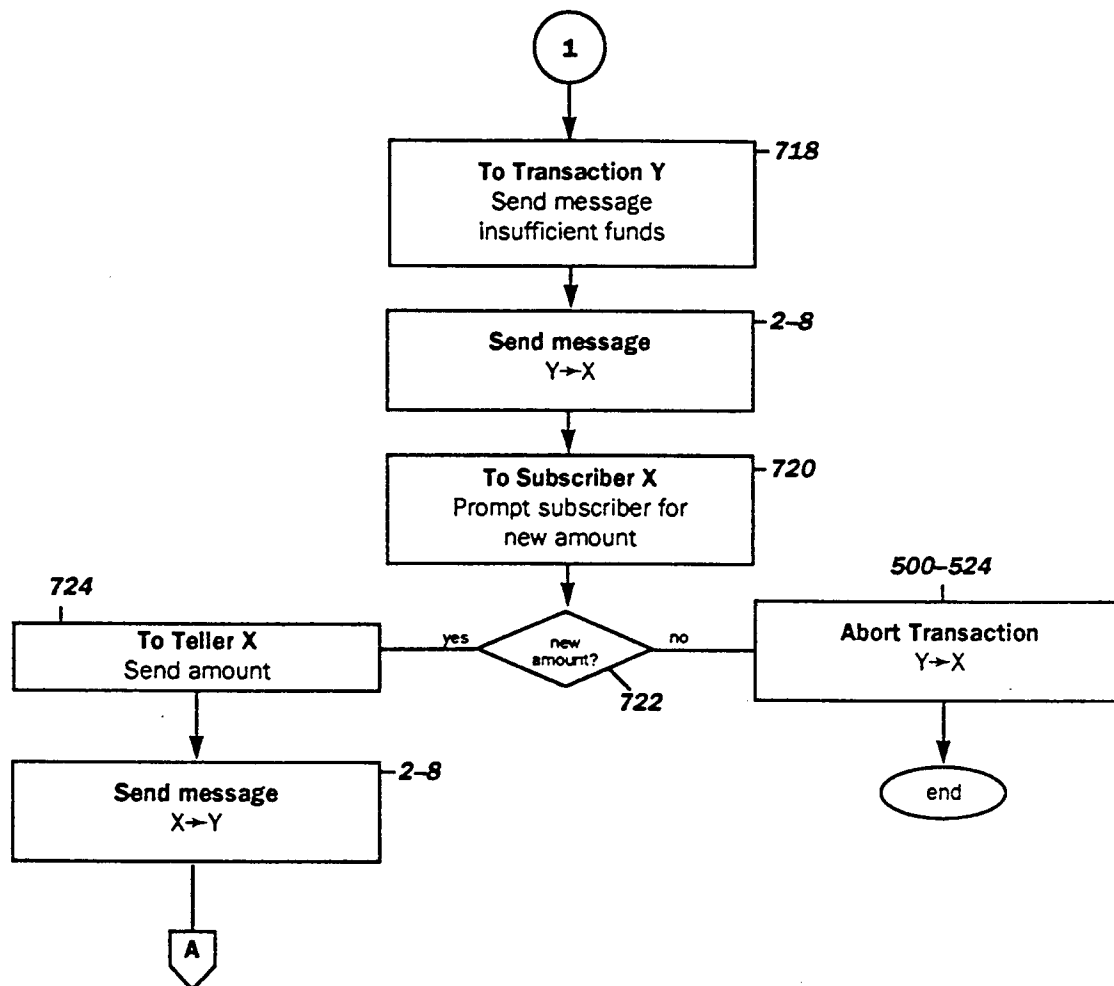 1
718
To Transaction Y
Send message
insufficient funds
2–8
Send message
Y→X
720
To Subscriber X
Prompt subscriber for
new amount
724
To Teller X
Send amount
yes
new
amount?
no
722
500–524
Abort Transaction
Y→X
2–8
Send message
X→Y
end
A